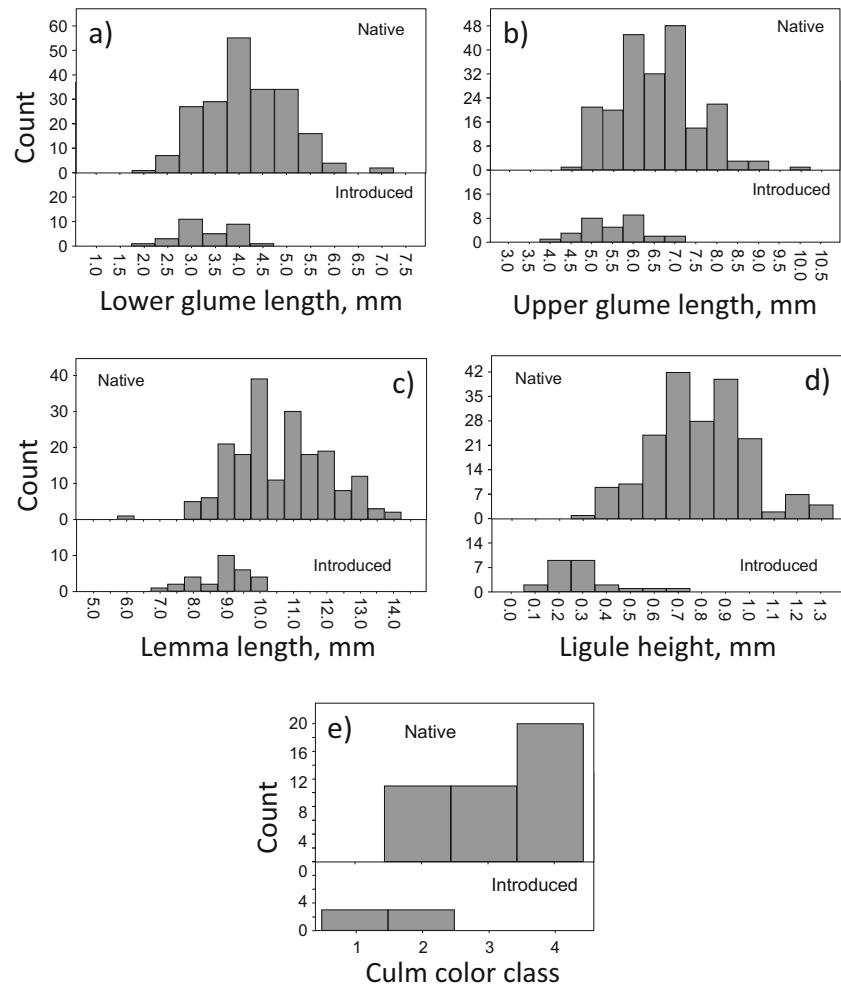 a)
Native
Count
60
50
40
30
20
10
0
Introduced
20
10
0
1.0 2.0 2.5 3.0 3.5 4.0 4.5 5.0 5.5 6.0 6.5 7.0 7.5
Lower glume length, mm
b)
Native
48
42
36
30
24
18
12
6
0
Introduced
16
12
8
4
0
3.0 3.0 4.0 4.5 5.0 5.5 6.0 6.5 7.0 7.5 8.0 8.5 9.0 9.5 10.0 10.5
Upper glume length, mm
Native
c)
Count
40
30
20
10
0
Introduced
10
0
5.0 6.0 7.0 8.0 9.0 10.0 11.0 12.0 13.0 14.0
Lemma length, mm
Native
d)
42
35
28
21
14
7
0
Introduced
14
7
0
0.0 0.1 0.2 0.3 0.4 0.5 0.6 0.7 0.8 0.9 1.0 1.1 1.2 1.3
Ligule height, mm
e)
Native
Count
20
16
12
8
4
0
Introduced
4
0
1 2 3 4
Culm color class